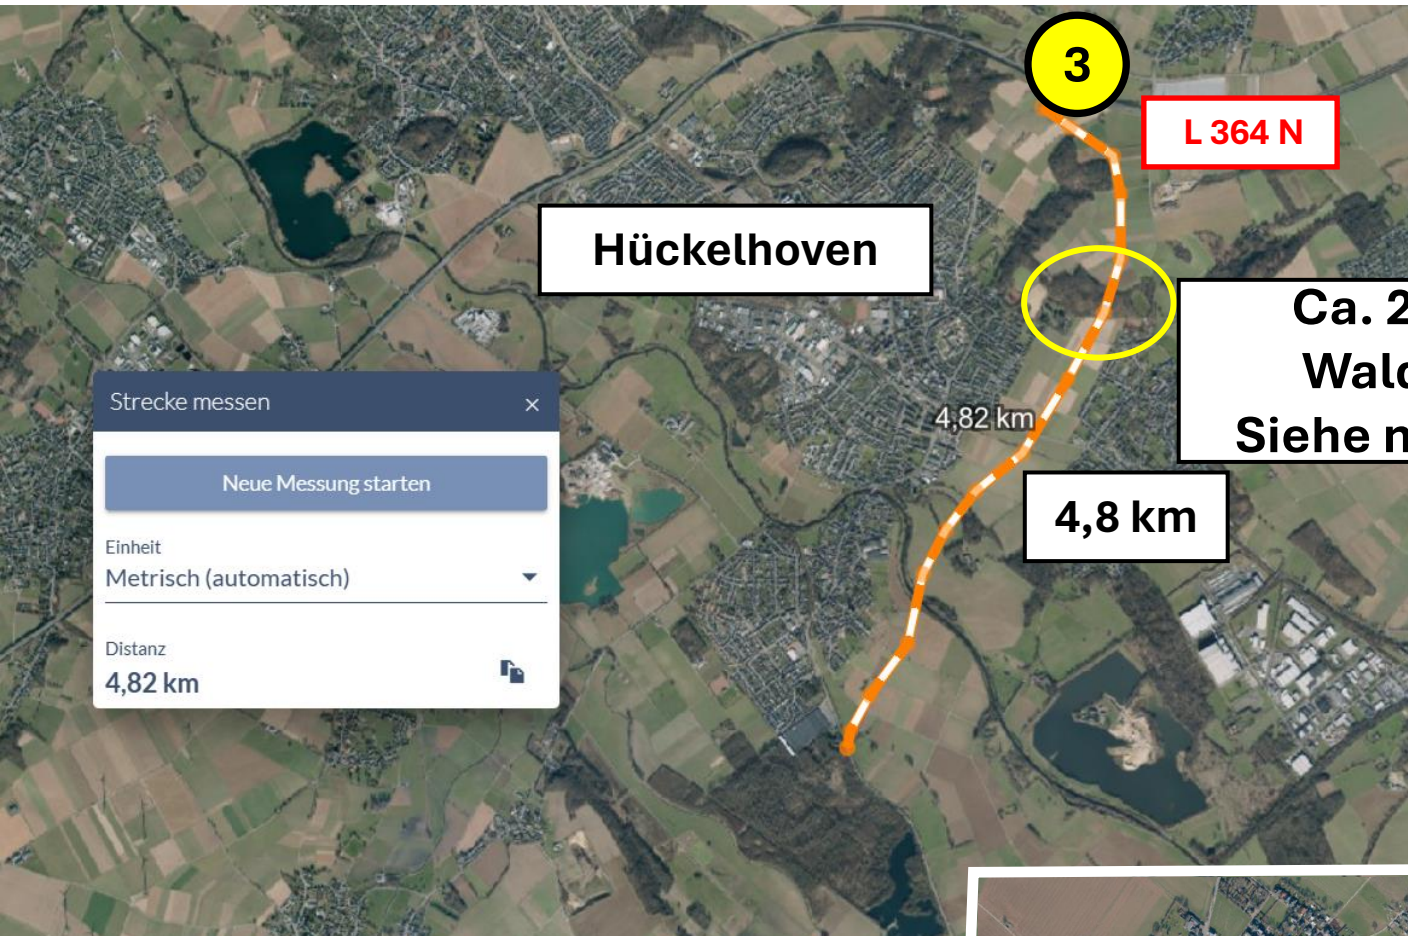 3
L 364 N
Hückelhoven
Ca. 2
Wald
Siehe n
Strecke messen
×
Neue Messung starten
4,82 km
4,8 km
Einheit
Metrisch (automatisch)
Distanz
4,82 km